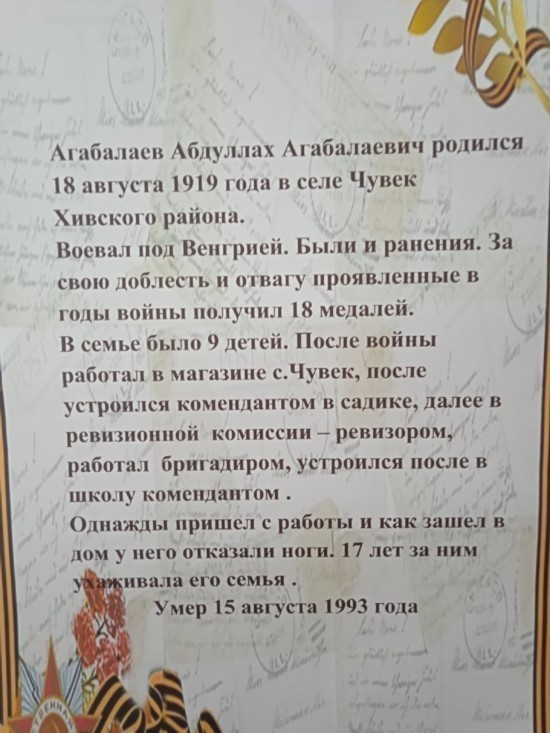 Агабалаев Абдуллах Агабалаевич родился
18 августа 1919 года в селе Чувек
Хивского района.
Воевал под Венгрией. Были и ранения. За
свою доблесть и отвагу проявленные в
годы войны получил 18 медалей.
В семье было 9 детей. После войны
работал в магазине с.Чувек, после
устроился комендантом в садике, далее в
ревизионной комиссии – ревизором,
работал бригадиром, устроился после в
школу комендантом .
Однажды пришел с работы и как зашел в
дом у него отказали ноги. 17 лет за ним
ухаживала его семья .
Умер 15 августа 1993 года